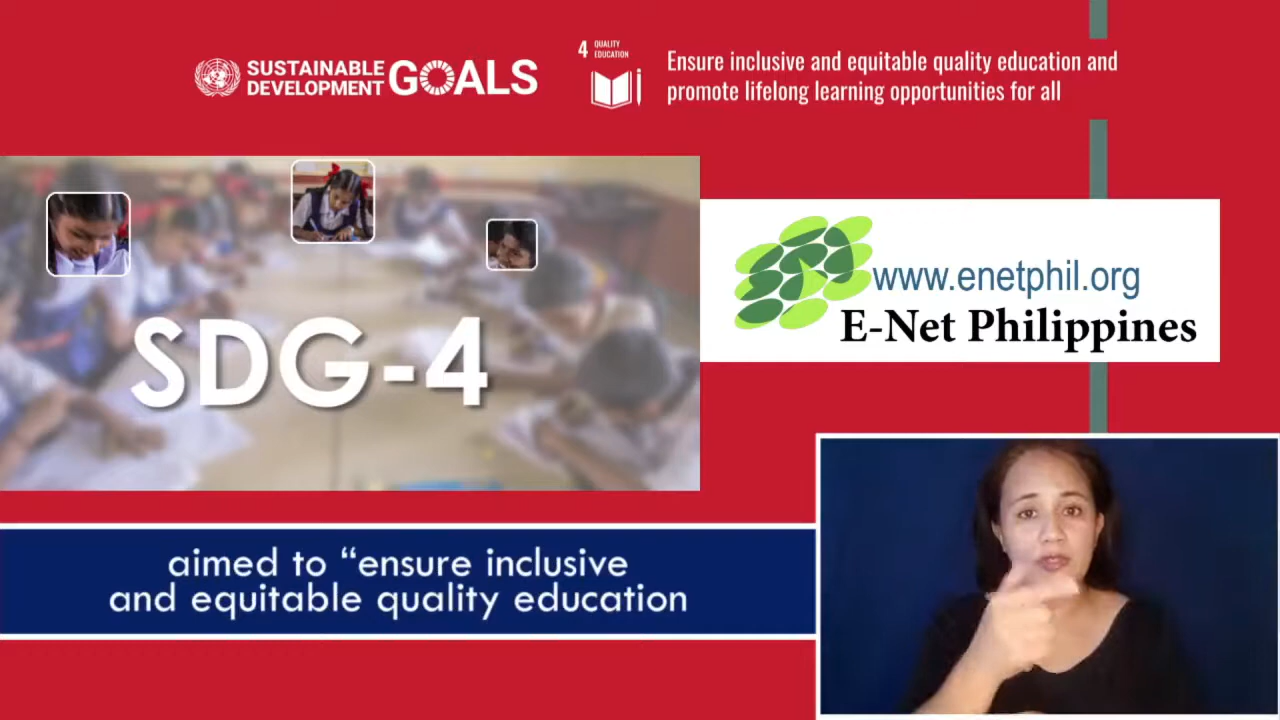 SUSTAINABLE
DEVELOPMENT
GOALS
4
QUALITY
EDUCATION
Ensure inclusive and equitable quality education and
promote lifelong learning opportunities for all
SDG-4
www.enetphil.org
E-Net Philippines
aimed to “ensure inclusive
and equitable quality education